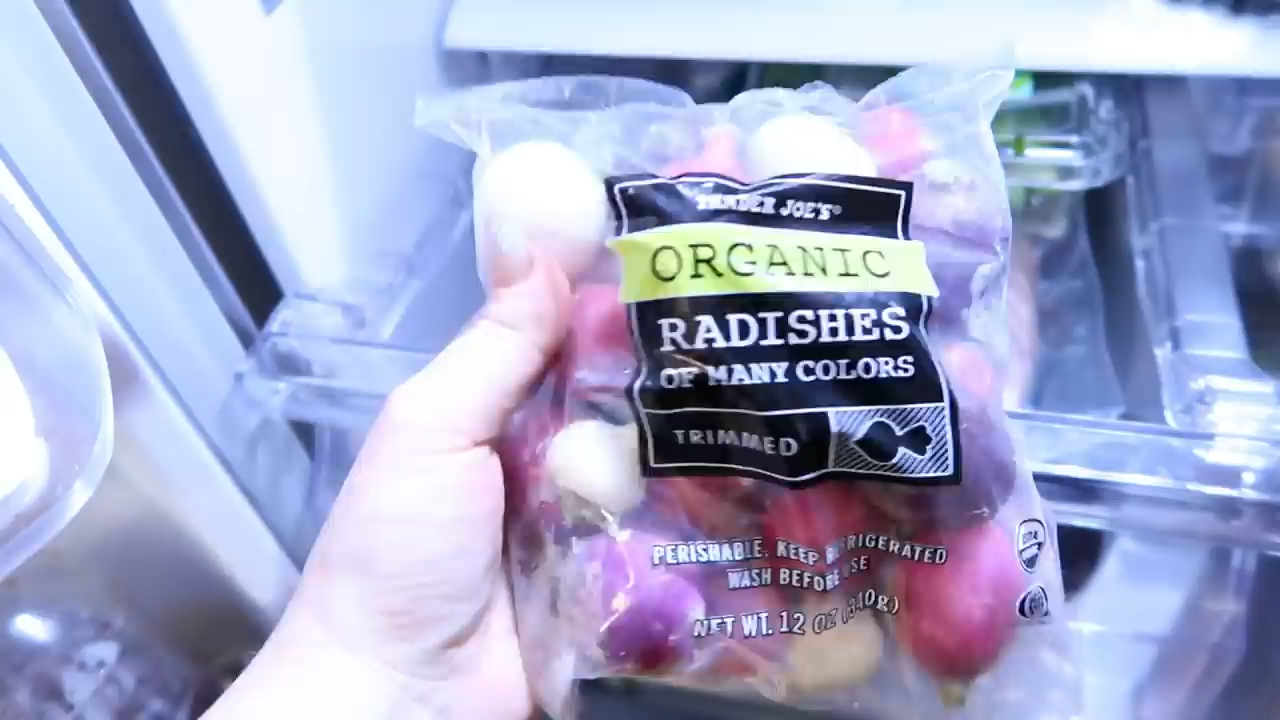 TRADER JOE'S®
ORGANIC
RADISHES
OF MANY COLORS
TRIMMED
PERISHABLE. KEEP REFRIGERATED
WASH BEFORE USE
NET WT. 12 OZ (340g)